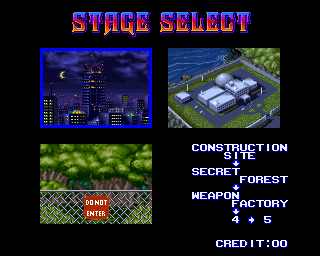 STAGE SELECT
DO NOT
ENTER
CONSTRUCTION
SITE
SECRET
FOREST
WEAPON
FACTORY
4 5
CREDIT:00